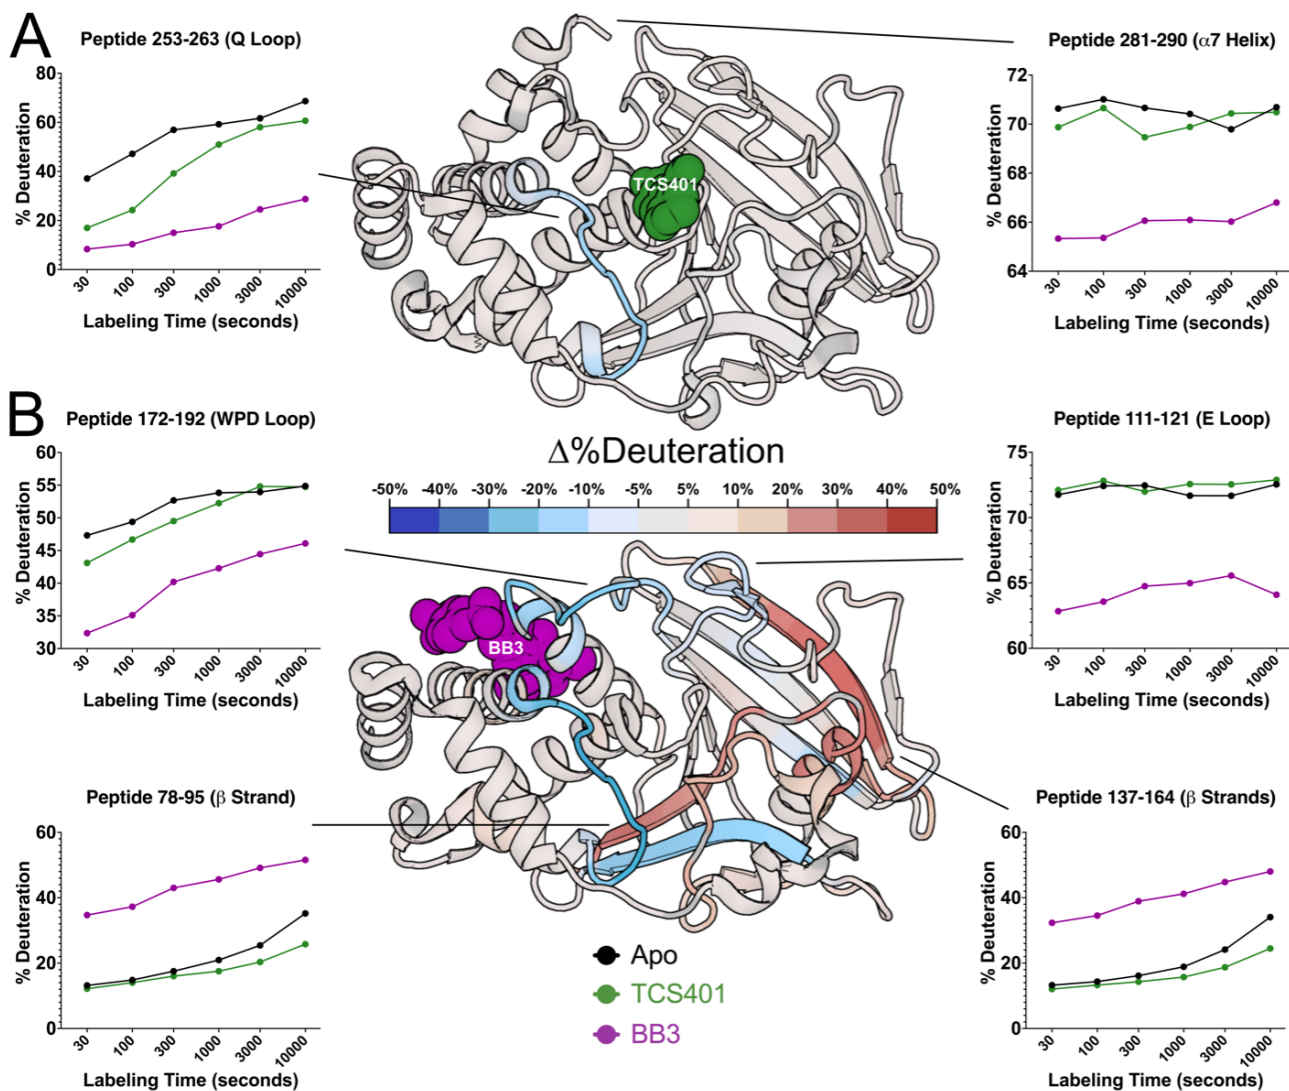 A
Peptide 253-263 (Q Loop)
% Deuteration
80
60
40
20
0
30
100
300
1000
3000
10000
Labeling Time (seconds)
TCS401
Peptide 281-290 (α7 Helix)
% Deuteration
72
70
68
66
64
30
100
300
1000
3000
10000
Labeling Time (seconds)
B
Peptide 172-192 (WPD Loop)
% Deuteration
60
55
50
45
40
35
30
30
100
300
1000
3000
10000
Labeling Time (seconds)
Δ%Deuteration
-50% -40% -30% -20% -10% -5% 5% 10% 20% 30% 40% 50%
Peptide 111-121 (E Loop)
% Deuteration
75
70
65
60
30
100
300
1000
3000
10000
Labeling Time (seconds)
BB3
Peptide 78-95 (β Strand)
% Deuteration
60
40
20
0
30
100
300
1000
3000
10000
Labeling Time (seconds)
Peptide 137-164 (β Strands)
% Deuteration
60
40
20
0
30
100
300
1000
3000
10000
Labeling Time (seconds)
Apo
TCS401
BB3